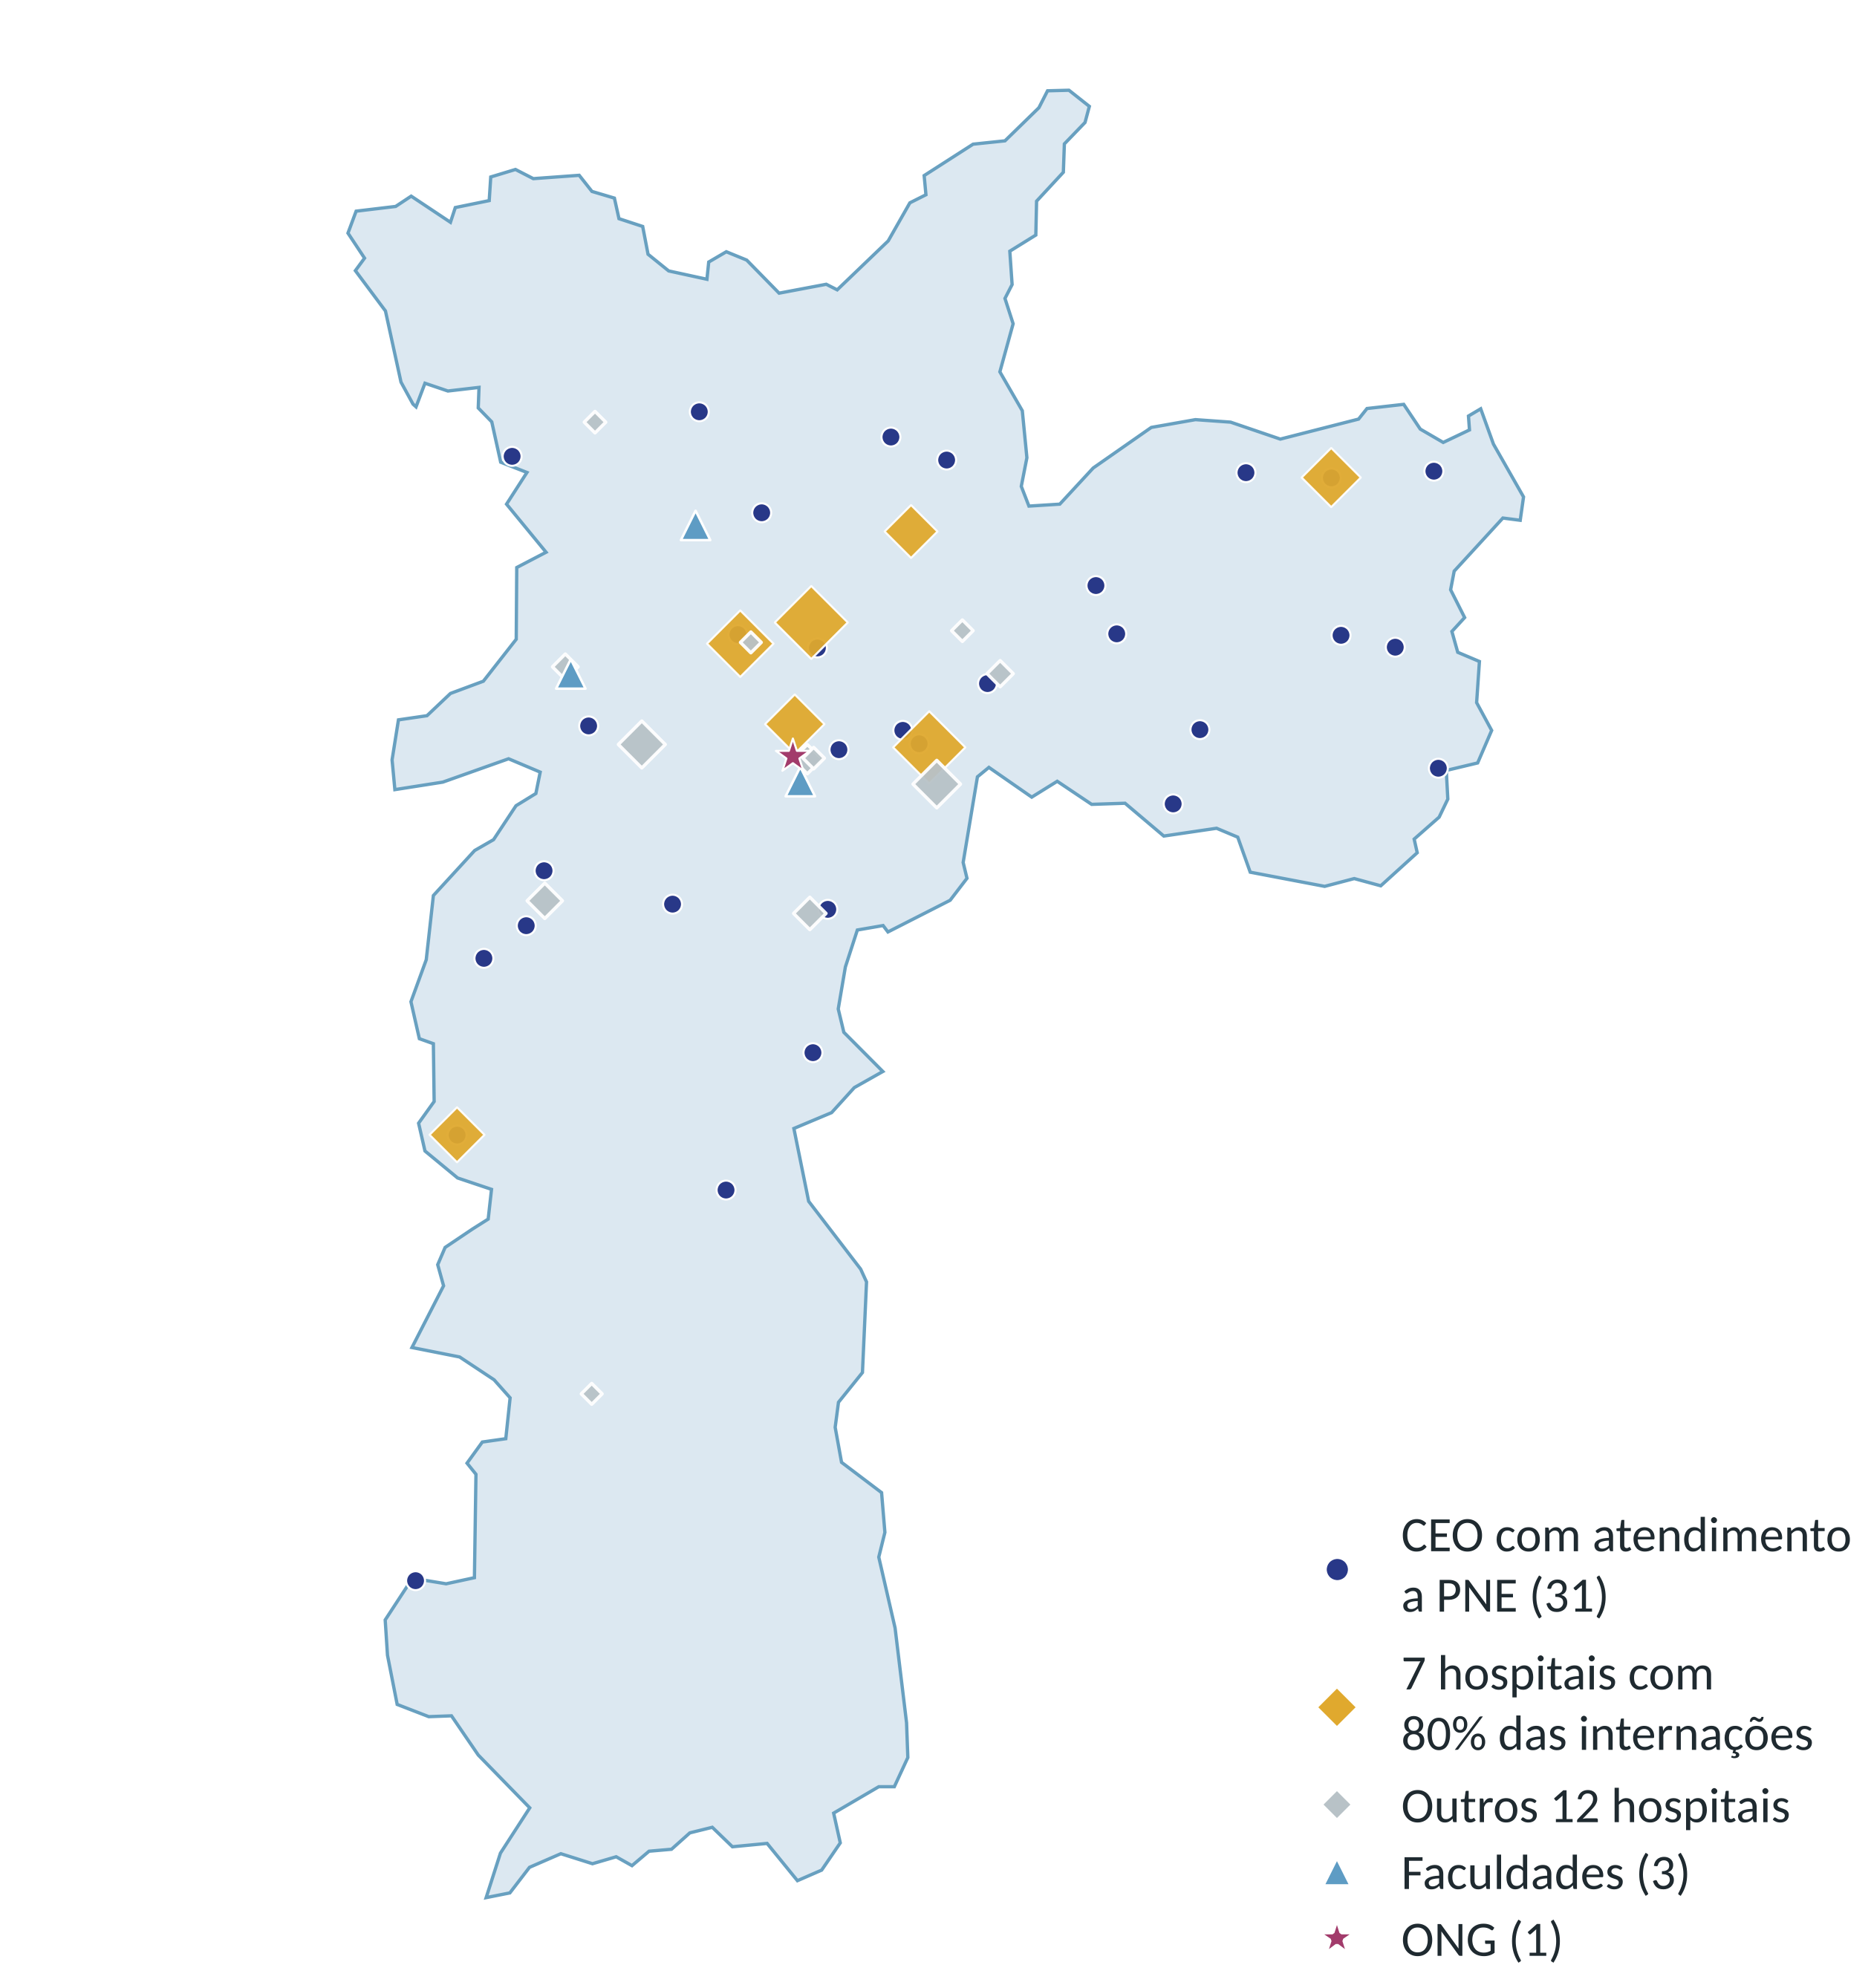 CEO com atendimento
a PNE (31)
7 hospitais com
80% das internações
Outros 12 hospitais
Faculdades (3)
ONG (1)